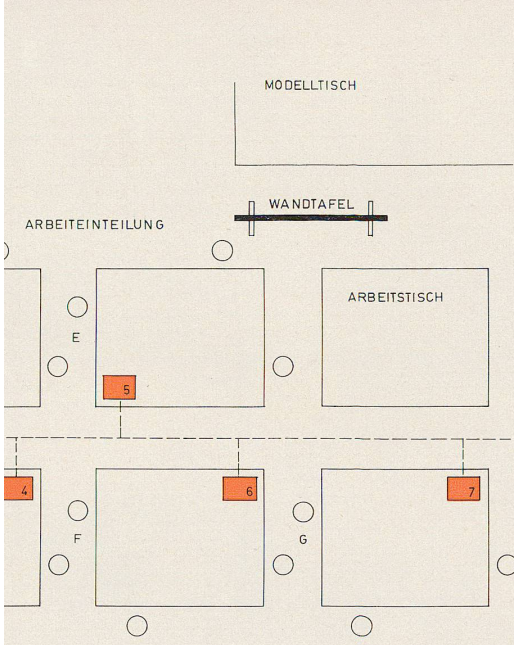 MODELLTISCH
WANDTAFEL
ARBEITEINTEILUNG
ARBEITSTISCH
E
5
4
6
7
F
G